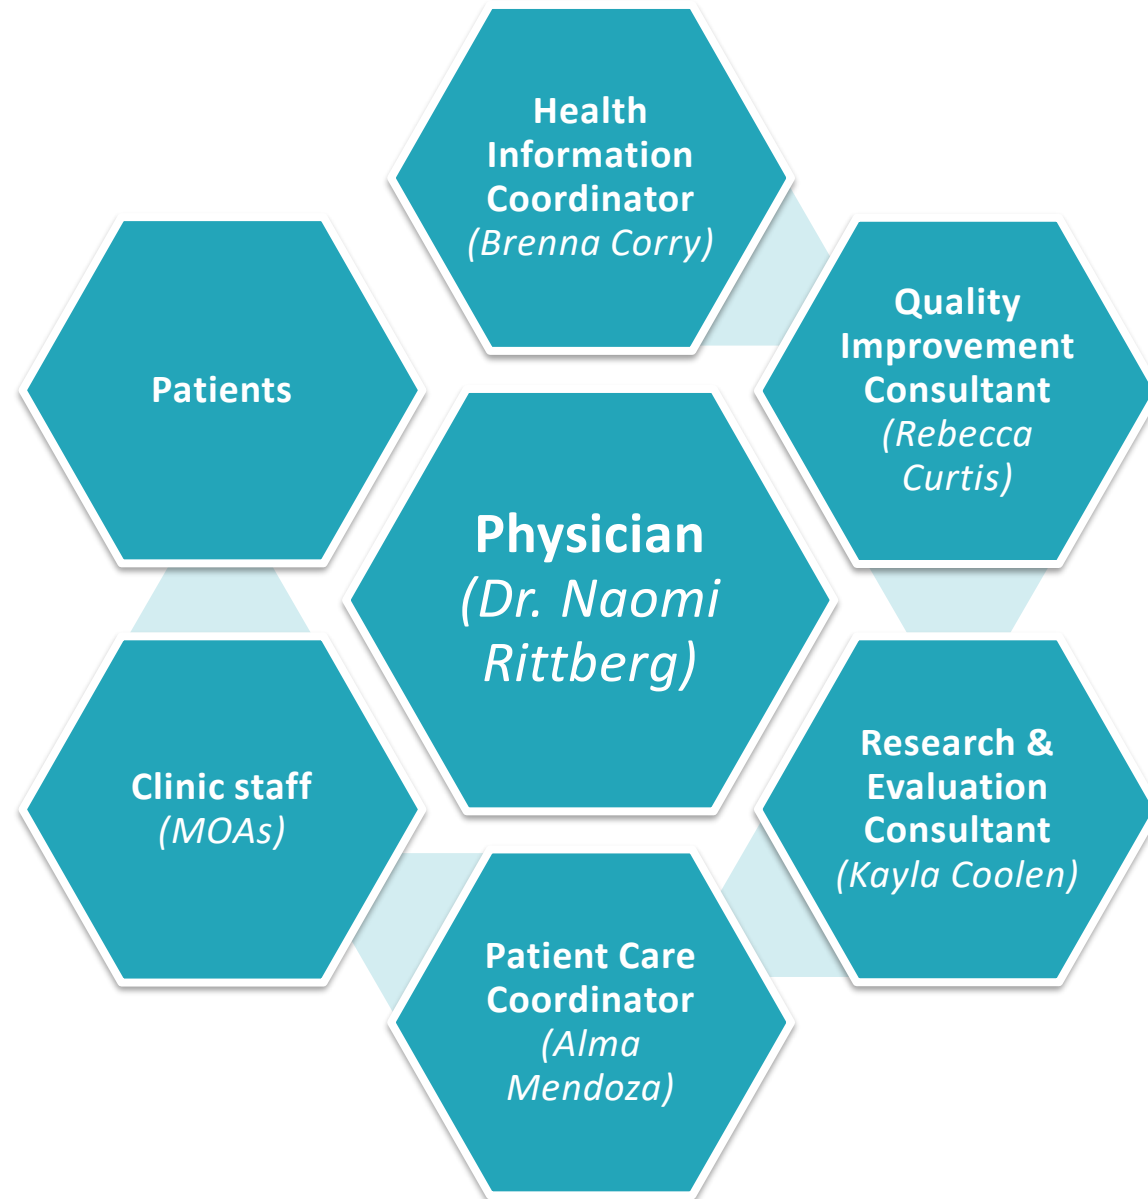 Health
Information
Coordinator
(Brenna Corry)
Quality
Improvement
Consultant
(Rebecca
Curtis)
Patients
Physician
(Dr. Naomi
Rittberg)
Research &
Evaluation
Consultant
(Kayla Coolen)
Clinic staff
(MOAs)
Patient Care
Coordinator
(Alma
Mendoza)